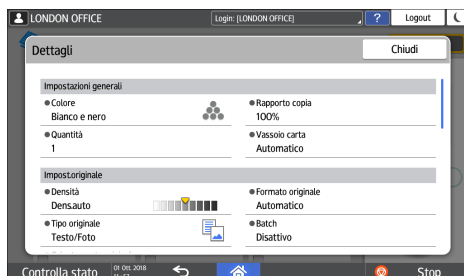 LONDON OFFICE
Login: [LONDON OFFICE]
?
Logout
Dettagli
Chiudi
Impostazioni generali
Colore
Bianco e nero
Rapporto copia
100%
Quantità
1
Vassoio carta
Automatico
Impost.originale
Densità
Dens.auto
Formato originale
Automatico
Tipo originale
Testo/Foto
Batch
Disattivo
Controlla stato
01 Ott. 2018
Stop